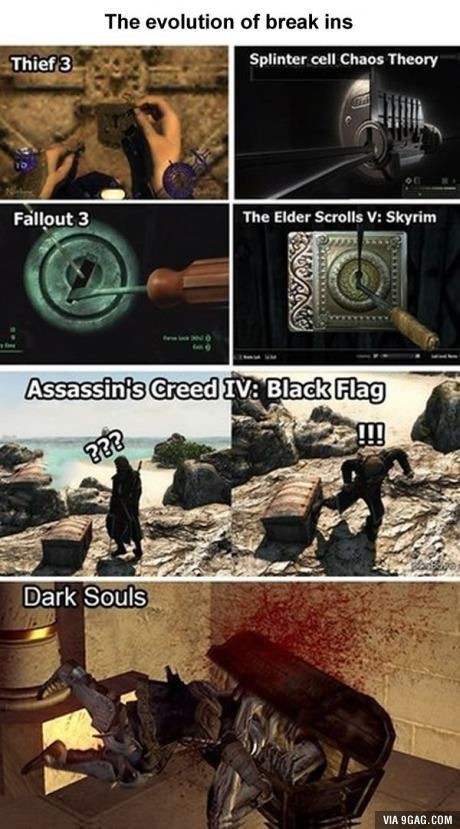 The evolution of break ins
Thief 3
Splinter cell Chaos Theory
Fallout 3
The Elder Scrolls V: Skyrim
Assassin's Creed IV: Black Flag
???
!!!
Dark Souls
VIA 9GAG.COM